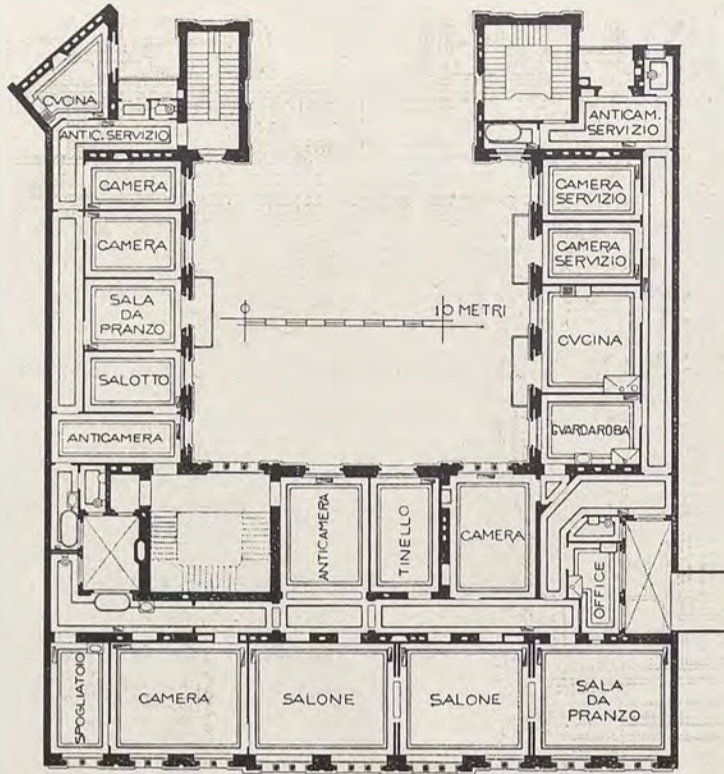 CVCINA
ANTIC. SERVIZIO
CAMERA
CAMERA
SALA
DA
PRANZO
SALOTTO
ANTICAMERA
0 10 METRI
ANTICAM.
SERVIZIO
CAMERA
SERVIZIO
CAMERA
SERVIZIO
CVCINA
GVARDAROBA
ANTICAMERA
TINELLO
CAMERA
OFFICE
SPOGLIATOIO
CAMERA
SALONE
SALONE
SALA
DA
PRANZO